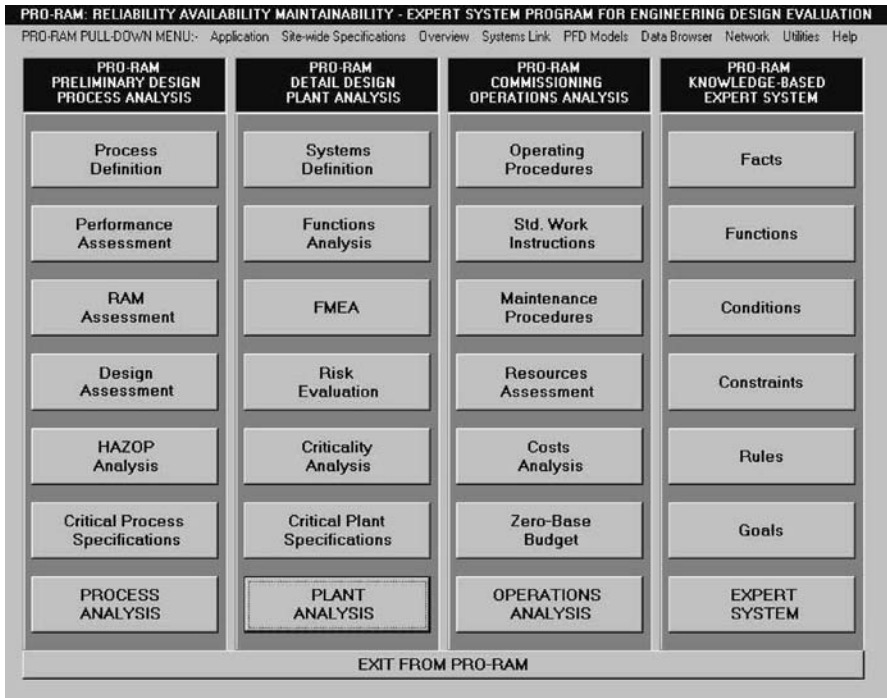 PRO-RAM: RELIABILITY AVAILABILITY MAINTAINABILITY - EXPERT SYSTEM PROGRAM FOR ENGINEERING DESIGN EVALUATION
PRO-RAM PULL-DOWN MENU:- Application Site-wide Specifications Overview Systems Link PFD Models Data Browser Network Utilities Help
PRO-RAM
PRELIMINARY DESIGN
PROCESS ANALYSIS
Process
Definition
Performance
Assessment
RAM
Assessment
Design
Assessment
HAZOP
Analysis
Critical Process
Specifications
PROCESS
ANALYSIS
PRO-RAM
DETAIL DESIGN
PLANT ANALYSIS
Systems
Definition
Functions
Analysis
FMEA
Risk
Evaluation
Criticality
Analysis
Critical Plant
Specifications
PLANT
ANALYSIS
PRO-RAM
COMMISSIONING
OPERATIONS ANALYSIS
Operating
Procedures
Std. Work
Instructions
Maintenance
Procedures
Resources
Assessment
Costs
Analysis
Zero-Base
Budget
OPERATIONS
ANALYSIS
PRO-RAM
KNOWLEDGE-BASED
EXPERT SYSTEM
Facts
Functions
Conditions
Constraints
Rules
Goals
EXPERT
SYSTEM
EXIT FROM PRO-RAM